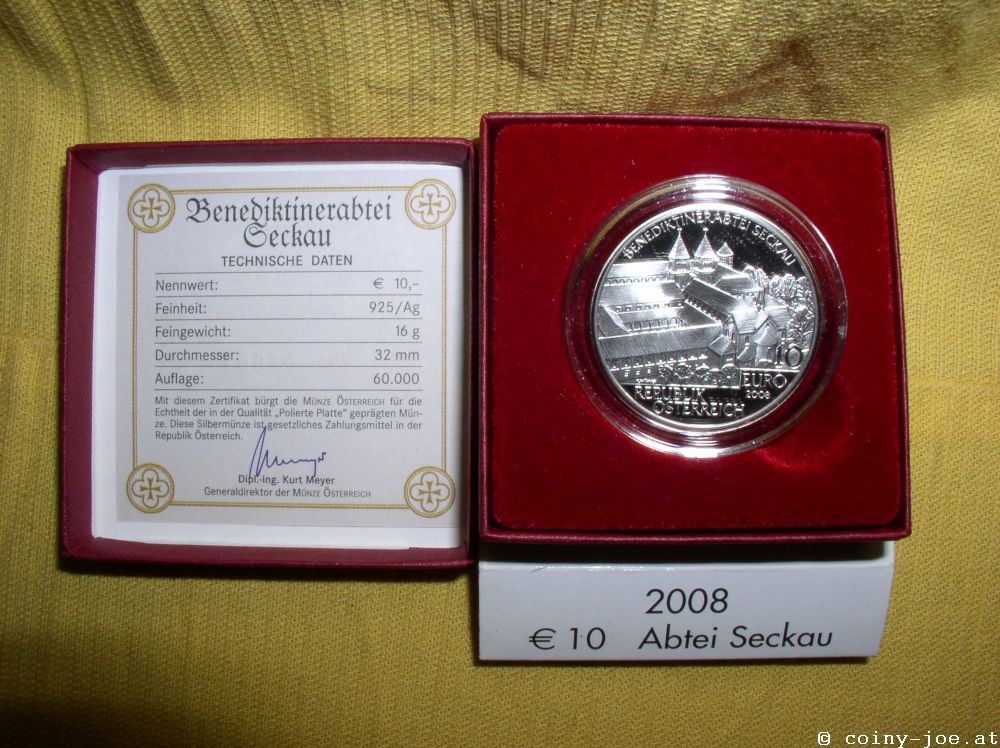 Benediktinerabtei
Seckau
TECHNISCHE DATEN
Nennwert: € 10,–
Feinheit: 925/Ag
Feingewicht: 16 g
Durchmesser: 32 mm
Auflage: 60.000
Mit diesem Zertifikat bürgt die MÜNZE ÖSTERREICH für die
Echtheit der in der Qualität „Polierte Platte“ geprägten Mün-
ze. Diese Silbermünze ist gesetzliches Zahlungsmittel in der
Republik Österreich.
Dipl.-Ing. Kurt Meyer
Generaldirektor der MÜNZE ÖSTERREICH
BENEDIKTINERABTEI SECKAU
10
EURO
2008
REPUBLIK
ÖSTERREICH
2008
€ 10 Abtei Seckau
© coiny-joe.at